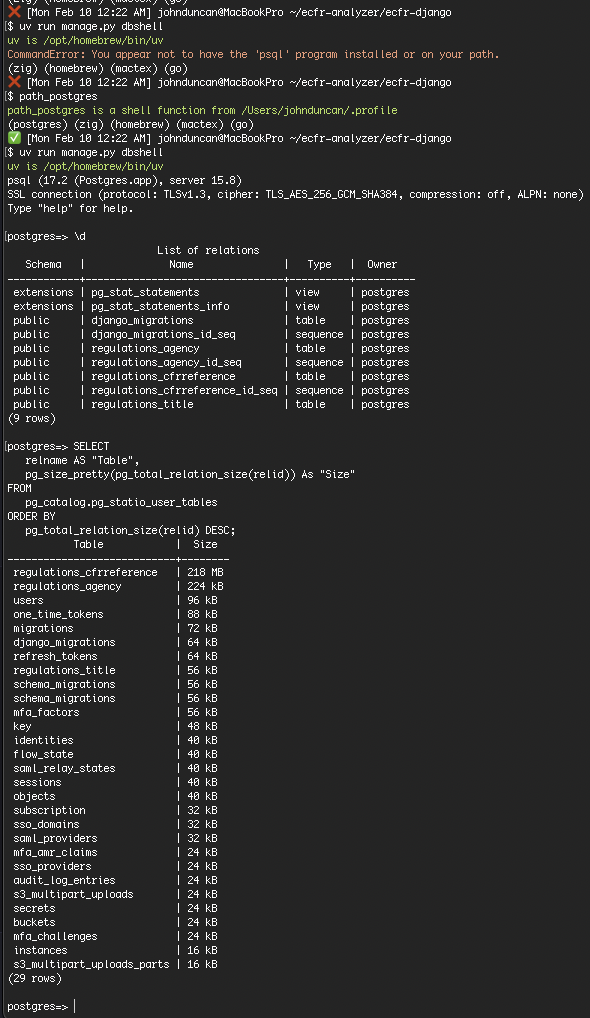 ❌ [Mon Feb 10 12:22 AM] johnduncan@MacBookPro ~/ecfr-analyzer/ecfr-django
$ uv run manage.py dbshell
uv is /opt/homebrew/bin/uv
CommandError: You appear not to have the 'psql' program installed or on your path.
(zig) (homebrew) (mactex) (go)
❌ [Mon Feb 10 12:22 AM] johnduncan@MacBookPro ~/ecfr-analyzer/ecfr-django
$ path_postgres
path_postgres is a shell function from /Users/johnduncan/.profile
(postgres) (zig) (homebrew) (mactex) (go)
✅ [Mon Feb 10 12:22 AM] johnduncan@MacBookPro ~/ecfr-analyzer/ecfr-django
$ uv run manage.py dbshell
uv is /opt/homebrew/bin/uv
psql (17.2 (Postgres.app), server 15.8)
SSL connection (protocol: TLSv1.3, cipher: TLS_AES_256_GCM_SHA384, compression: off, ALPN: none)
Type "help" for help.
postgres=> \d
List of relations
Schema | Name | Type | Owner
------------+-------------------------------+----------+----------
extensions | pg_stat_statements | view | postgres
extensions | pg_stat_statements_info | view | postgres
public | django_migrations | table | postgres
public | django_migrations_id_seq | sequence | postgres
public | regulations_agency | table | postgres
public | regulations_agency_id_seq | sequence | postgres
public | regulations_cfrreference | table | postgres
public | regulations_cfrreference_id_seq | sequence | postgres
public | regulations_title | table | postgres
(9 rows)
postgres=> SELECT
relname AS "Table",
pg_size_pretty(pg_total_relation_size(relid)) As "Size"
FROM
pg_catalog.pg_statio_user_tables
ORDER BY
pg_total_relation_size(relid) DESC;
Table | Size
--------------------------+--------
regulations_cfrreference | 218 MB
regulations_agency | 224 kB
users | 96 kB
one_time_tokens | 88 kB
migrations | 72 kB
django_migrations | 64 kB
refresh_tokens | 64 kB
regulations_title | 56 kB
schema_migrations | 56 kB
schema_migrations | 56 kB
mfa_factors | 56 kB
key | 48 kB
identities | 40 kB
flow_state | 40 kB
saml_relay_states | 40 kB
sessions | 40 kB
objects | 40 kB
subscription | 32 kB
sso_domains | 32 kB
saml_providers | 32 kB
mfa_amr_claims | 24 kB
sso_providers | 24 kB
audit_log_entries | 24 kB
s3_multipart_uploads | 24 kB
secrets | 24 kB
buckets | 24 kB
mfa_challenges | 24 kB
instances | 16 kB
s3_multipart_uploads_parts | 16 kB
(29 rows)
postgres=>